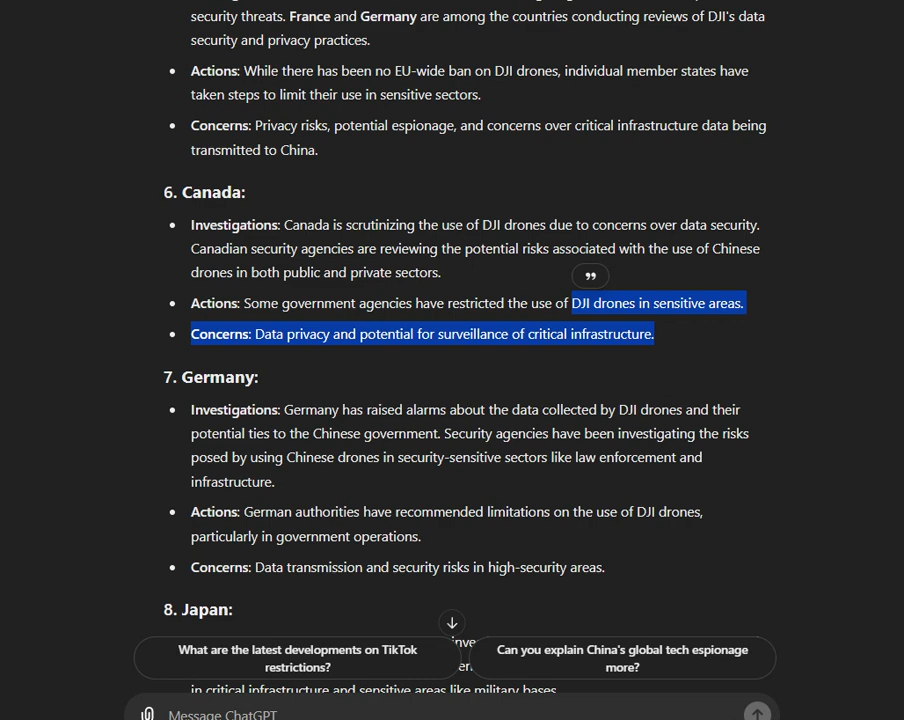 security threats. France and Germany are among the countries conducting reviews of DJI's data
security and privacy practices.
Actions: While there has been no EU-wide ban on DJI drones, individual member states have
taken steps to limit their use in sensitive sectors.
Concerns: Privacy risks, potential espionage, and concerns over critical infrastructure data being
transmitted to China.
6. Canada:
Investigations: Canada is scrutinizing the use of DJI drones due to concerns over data security.
Canadian security agencies are reviewing the potential risks associated with the use of Chinese
drones in both public and private sectors.
Actions: Some government agencies have restricted the use of DJI drones in sensitive areas.
Concerns: Data privacy and potential for surveillance of critical infrastructure.
7. Germany:
Investigations: Germany has raised alarms about the data collected by DJI drones and their
potential ties to the Chinese government. Security agencies have been investigating the risks
posed by using Chinese drones in security-sensitive sectors like law enforcement and
infrastructure.
Actions: German authorities have recommended limitations on the use of DJI drones,
particularly in government operations.
Concerns: Data transmission and security risks in high-security areas.
8. Japan:
What are the latest developments on TikTok
restrictions?
Can you explain China's global tech espionage
more?
in critical infrastructure and sensitive areas like military bases.
Message ChatGPT